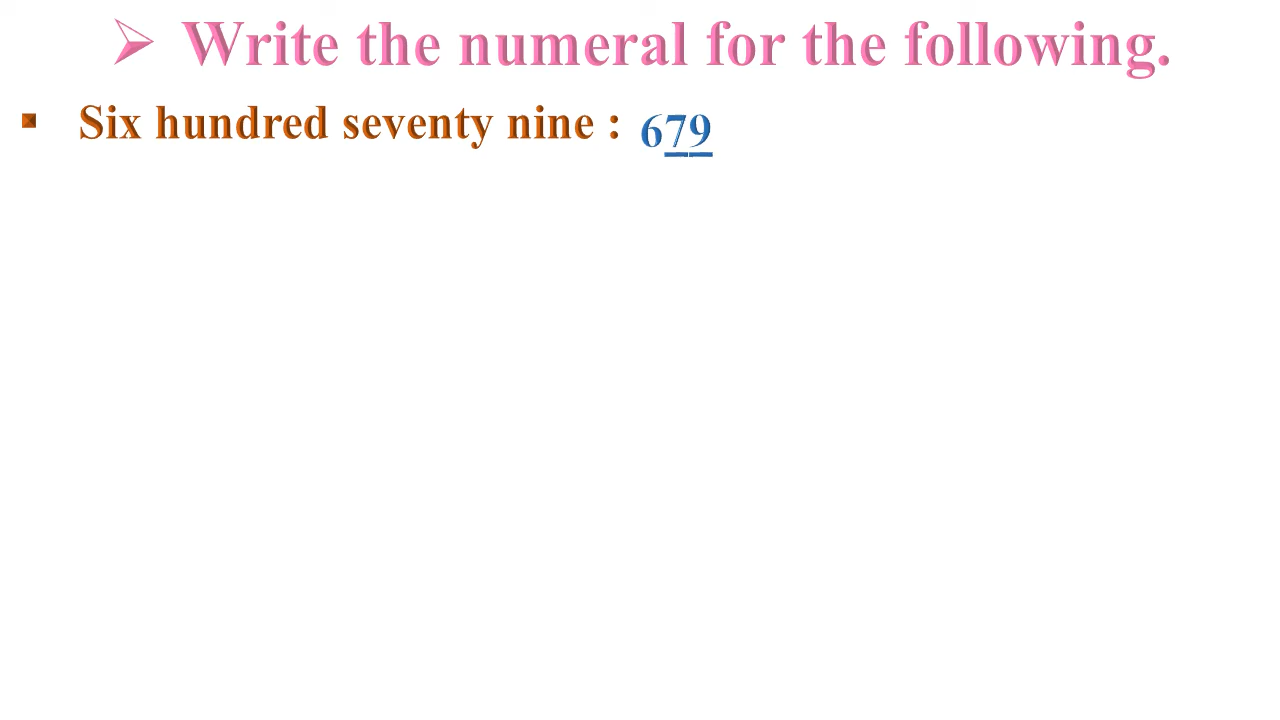 ➢ Write the numeral for the following.
▪ Six hundred seventy nine : 679